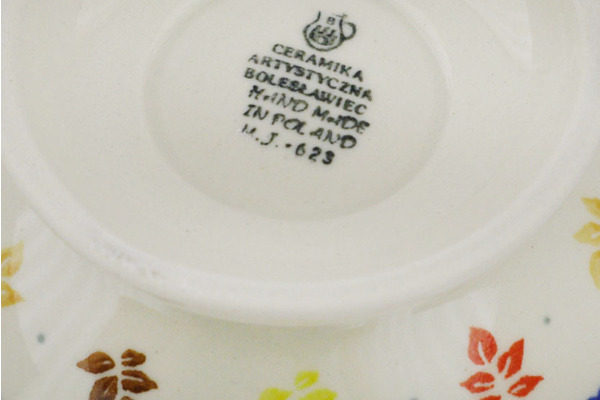 B
CERAMIKA
ARTYSTYCZNA
BOLESŁAWIEC
HAND MADE
IN POLAND
M.J.-623